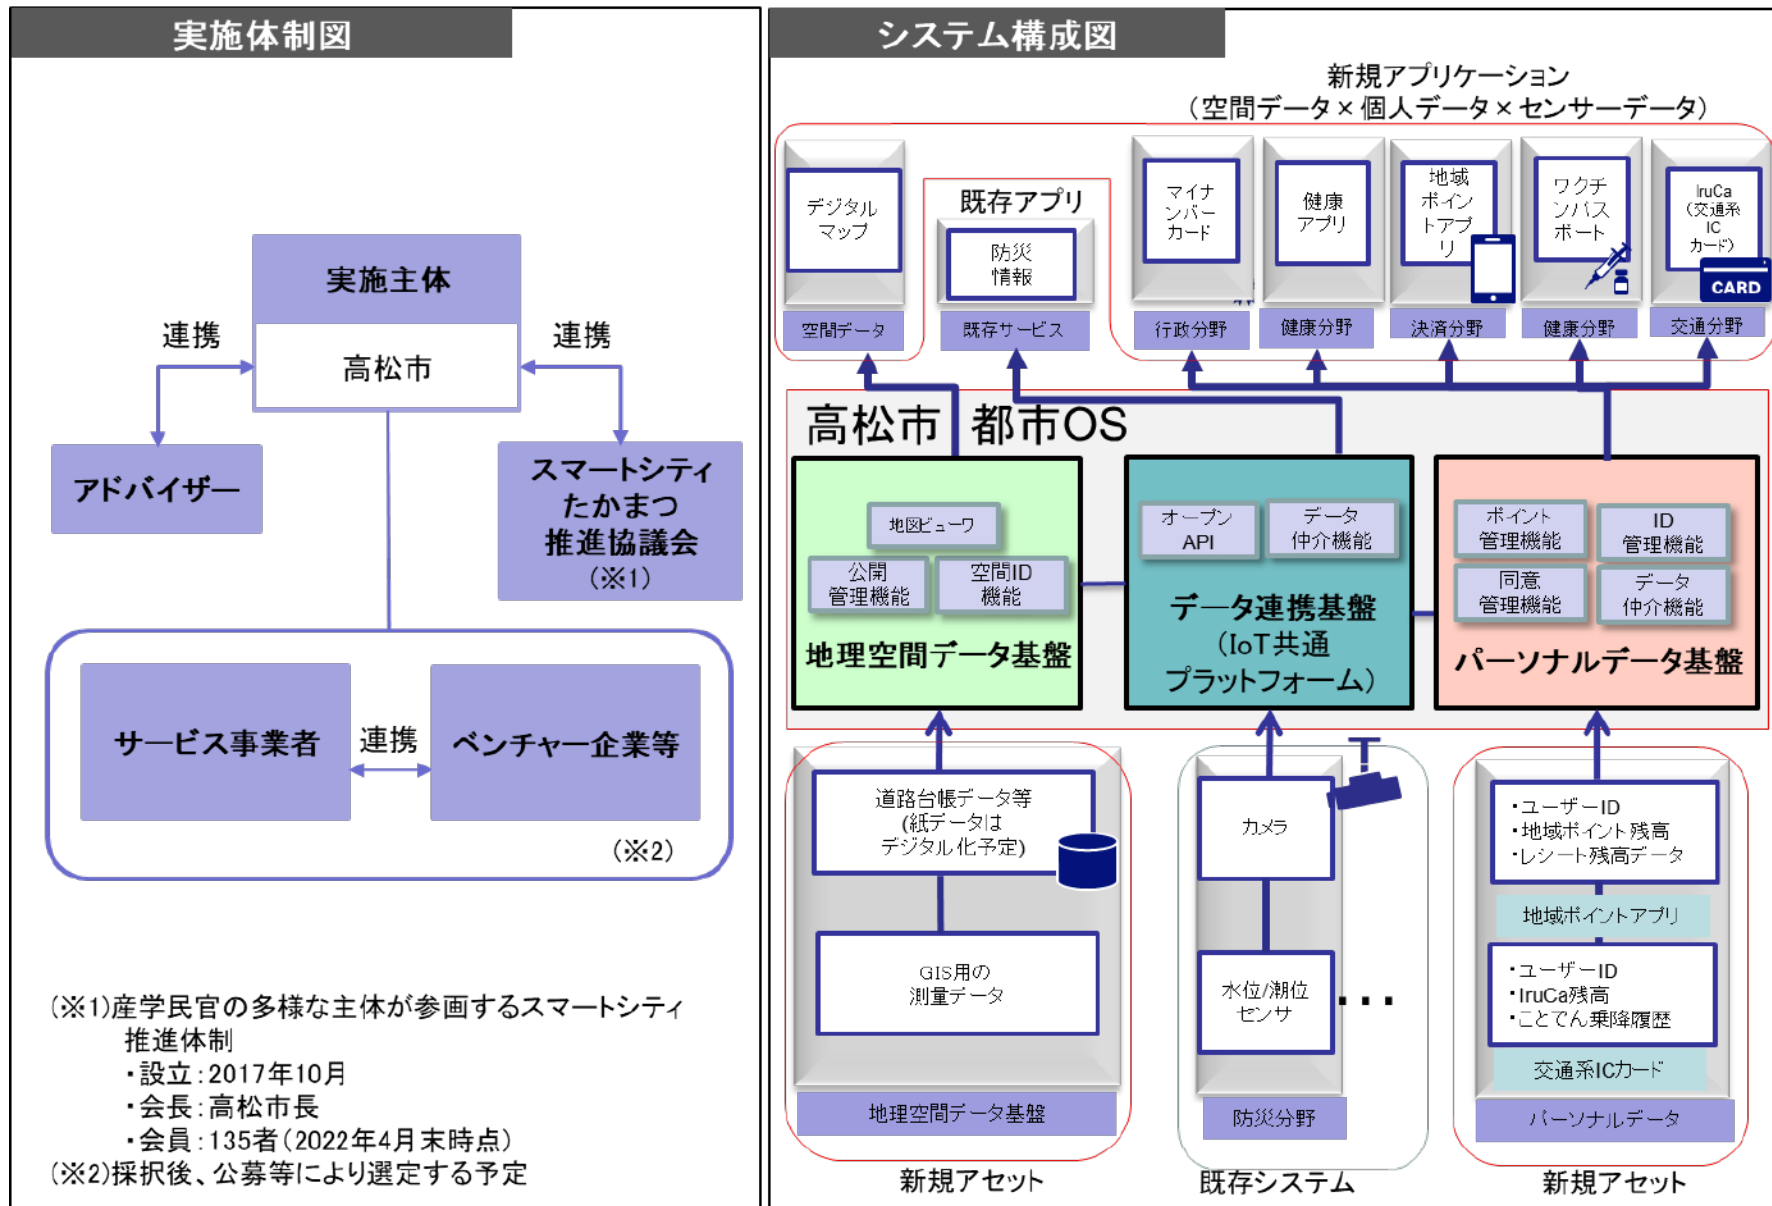 実施体制図
実施主体
高松市
連携
連携
アドバイザー
スマートシティ
たかまつ
推進協議会
(※1)
サービス事業者
連携
ベンチャー企業等
(※2)
(※1)産学民官の多様な主体が参画するスマートシティ
推進体制
・設立:2017年10月
・会長:高松市長
・会員:135者(2022年4月末時点)
(※2)採択後、公募等により選定する予定
システム構成図
新規アプリケーション
(空間データ×個人データ×センサーデータ)
デジタル
マップ
空間データ
既存アプリ
防災
情報
既存サービス
マイナ
ンバー
カード
行政分野
健康
アプリ
健康分野
地域
ポイン
トアプ
リ
決済分野
ワクチ
ンパス
ポート
健康分野
IruCa
(交通系
IC
カード)
CARD
交通分野
高松市 都市OS
地図ビューワ
公開
管理機能
空間ID
機能
地理空間データ基盤
オープン
API
データ
仲介機能
データ連携基盤
(IoT共通
プラットフォーム)
ポイント
管理機能
ID
管理機能
同意
管理機能
データ
仲介機能
パーソナルデータ基盤
道路台帳データ等
(紙データは
デジタル化予定)
GIS用の
測量データ
地理空間データ基盤
新規アセット
カメラ
水位/潮位
センサ
・・・
防災分野
既存システム
・ユーザーID
・地域ポイント残高
・レシート残高データ
地域ポイントアプリ
・ユーザーID
・IruCa残高
・ことでん乗降履歴
交通系ICカード
パーソナルデータ
新規アセット